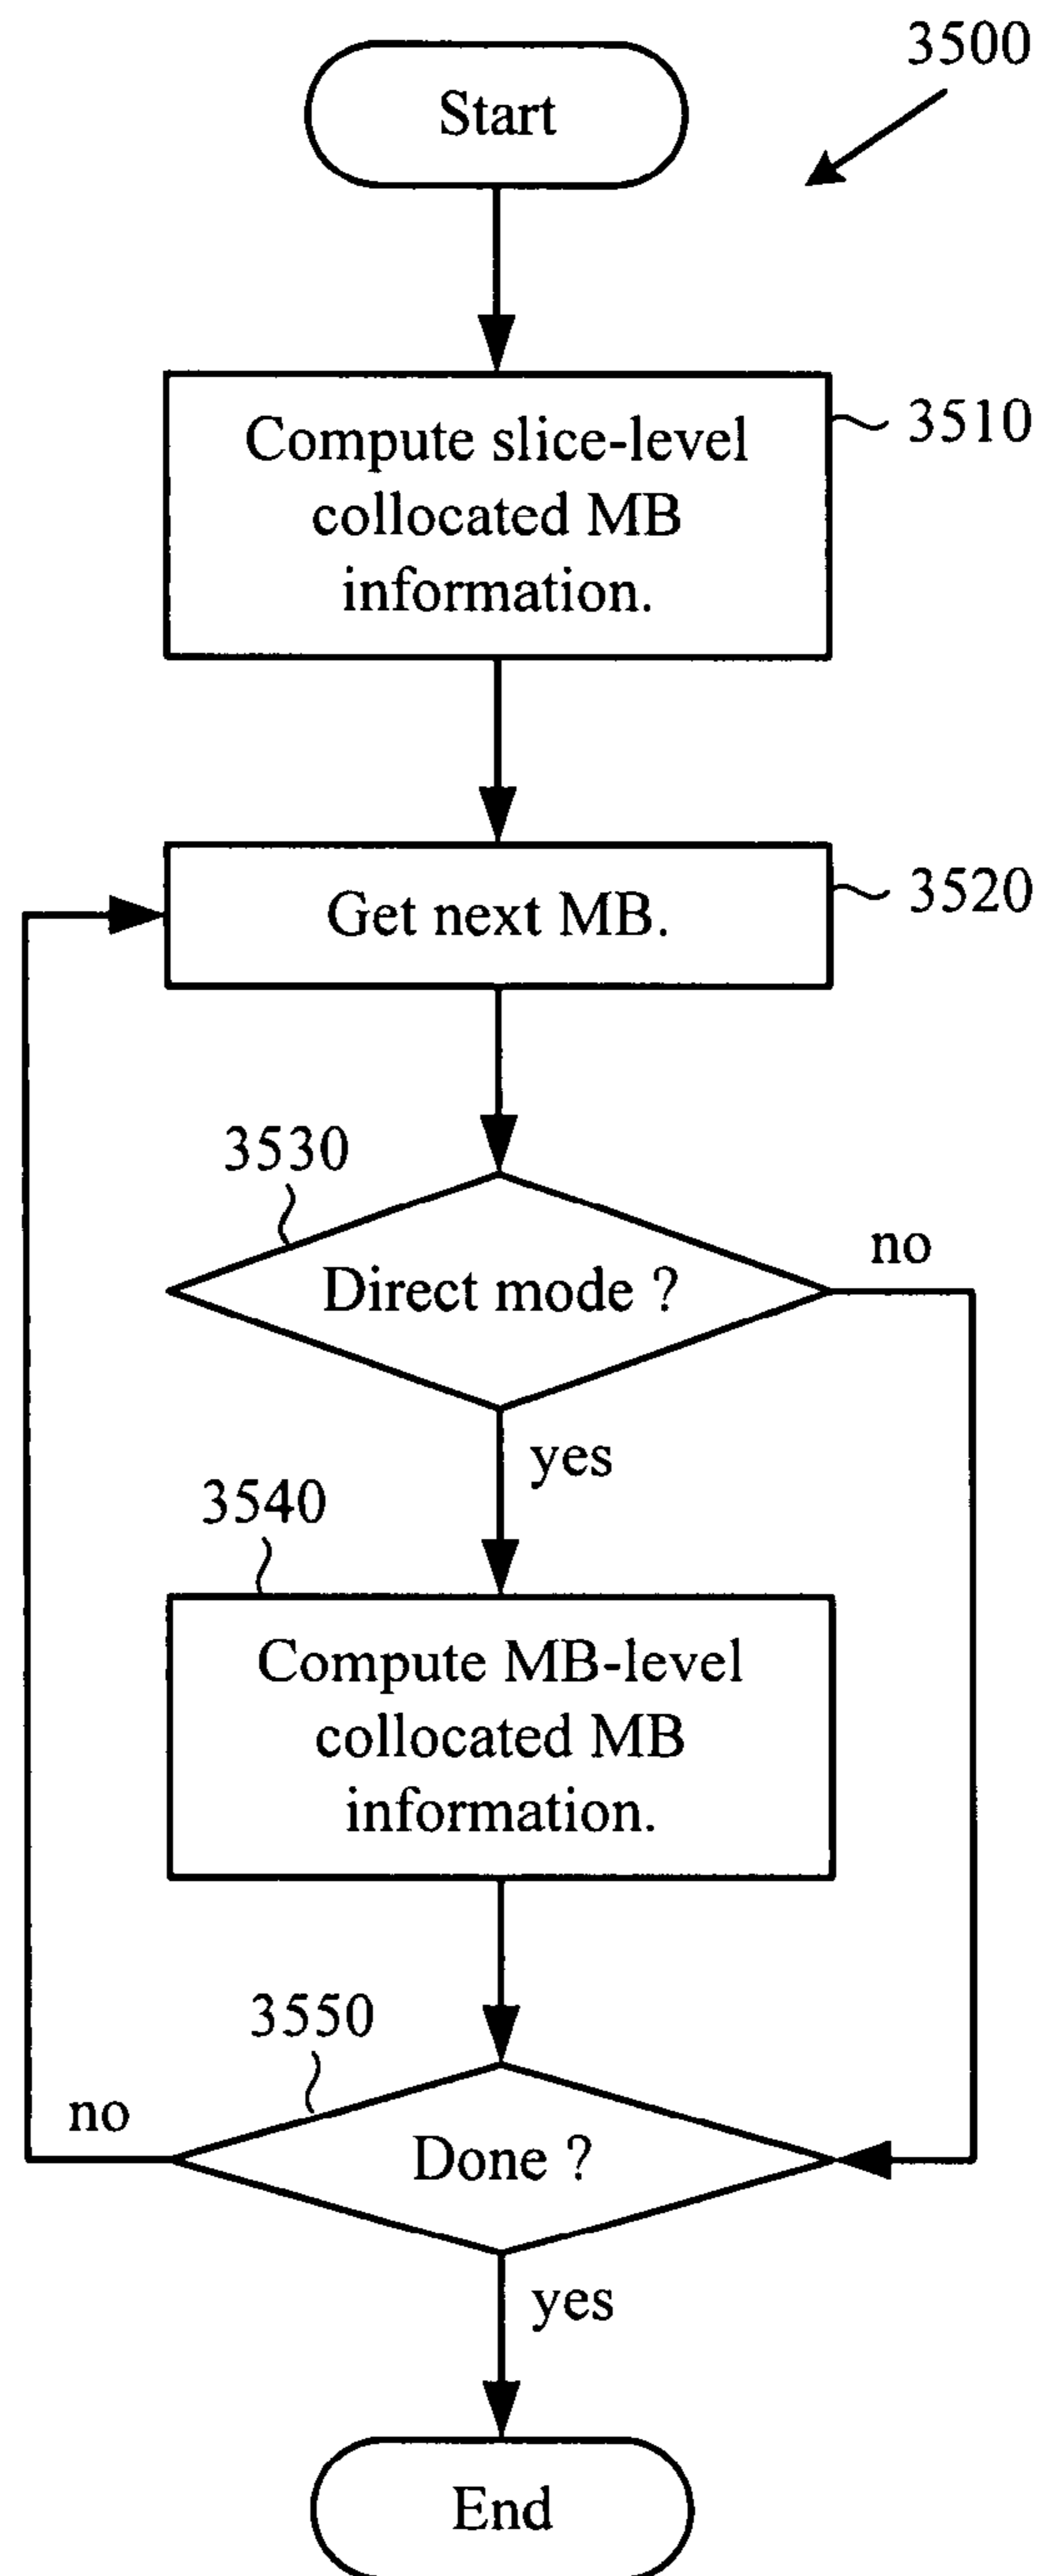 3500
Start
Compute slice-level
collocated MB
information.
3510
Get next MB.
3520
3530
Direct mode ?
no
yes
3540
Compute MB-level
collocated MB
information.
3550
no
Done ?
yes
End